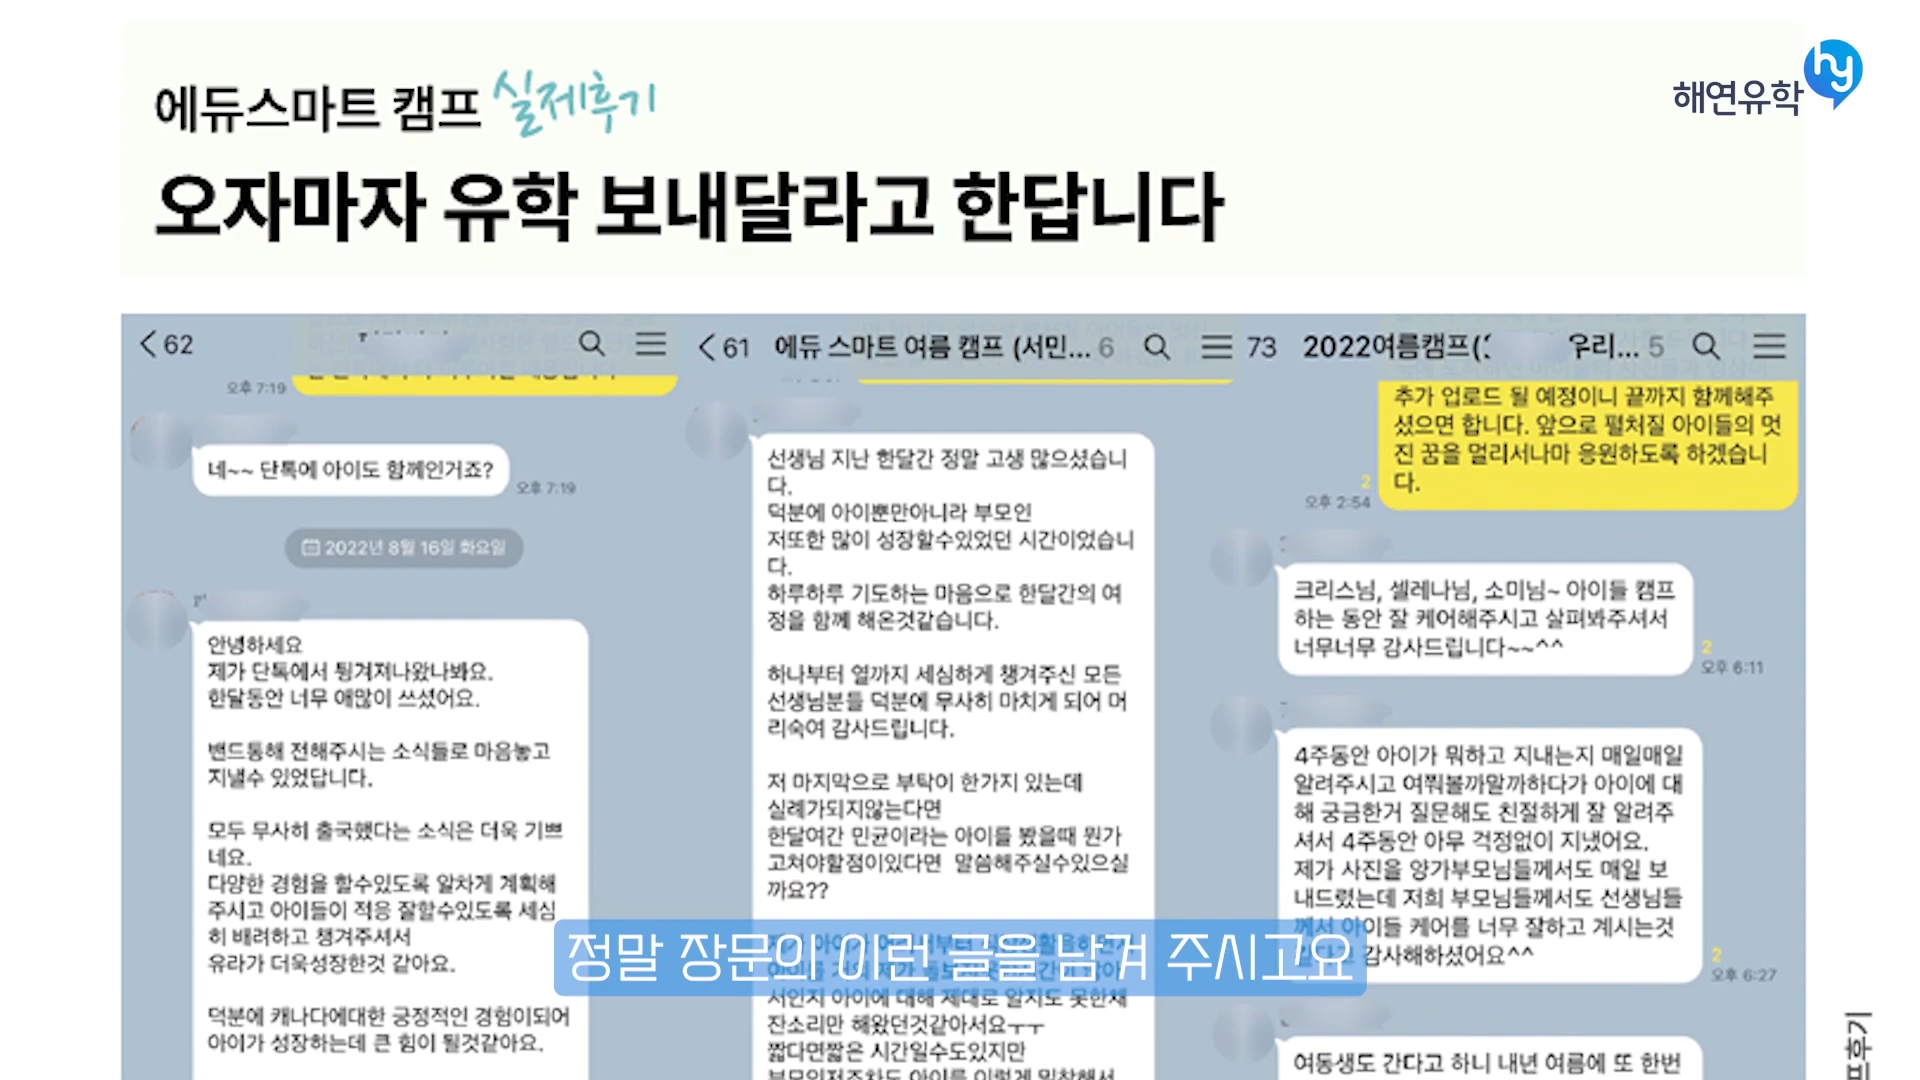 에듀스마트 캠프 실제후기
해연유학 hy
오자마자 유학 보내달라고 한답니다
62
오후 7:19
네~~ 단톡에 아이도 함께인거죠?
오후 7:19
2022년 8월 16일 화요일
안녕하세요
제가 단톡에서 튕겨져나왔나봐요.
한달동안 너무 애많이 쓰셨어요.
밴드통해 전해주시는 소식들로 마음놓고
지낼수 있었답니다.
모두 무사히 출국했다는 소식은 더욱 기쁘
네요.
다양한 경험을 할수있도록 알차게 계획해
주시고 아이들이 적응 잘할수있도록 세심
히 배려하고 챙겨주셔서
유라가 더욱성장한것 같아요.
덕분에 캐나다에대한 긍정적인 경험이되어
아이가 성장하는데 큰 힘이 될것같아요.
61 에듀 스마트 여름 캠프 (서민... 6
선생님 지난 한달간 정말 고생 많으셨습니
다.
덕분에 아이뿐만아니라 부모인
저또한 많이 성장할수있었던 시간이었습니
다.
하루하루 기도하는 마음으로 한달간의 여
정을 함께 해온것같습니다.
하나부터 열까지 세심하게 챙겨주신 모든
선생님분들 덕분에 무사히 마치게 되어 머
리숙여 감사드립니다.
저 마지막으로 부탁이 한가지 있는데
실례가되지않는다면
한달여간 민균이라는 아이를 봤을때 뭔가
고쳐야할점이있다면 말씀해주실수있으실
까요??
서인지 아이에 대해 제대로 알지도 못한채
잔소리만 해왔던것같아서요ㅜㅜ
짧다면짧은 시간일수도있지만
73 2022여름캠프( 우리... 5
추가 업로드 될 예정이니 끝까지 함께해주
셨으면 합니다. 앞으로 펼처질 아이들의 멋
진 꿈을 멀리서나마 응원하도록 하겠습니
다.
2
오후 2:54
크리스님, 셀레나님, 소미님~ 아이들 캠프
하는 동안 잘 케어해주시고 살펴봐주셔서
너무너무 감사드립니다~~^^
2
오후 6:11
4주동안 아이가 뭐하고 지내는지 매일매일
알려주시고 여쭤볼까말까하다가 아이에 대
해 궁금한거 질문해도 친절하게 잘 알려주
셔서 4주동안 아무 걱정없이 지냈어요.
제가 사진을 양가부모님들께서도 매일 보
내드렸는데 저희 부모님들께서도 선생님들
께서 아이들 케어를 너무 잘하고 계시는것
감사해하셨어요^^
2
오후 6:27
여동생도 간다고 하니 내년 여름에 또 한번
정말 장문이 이런 글을 남겨 주시고요
프후기